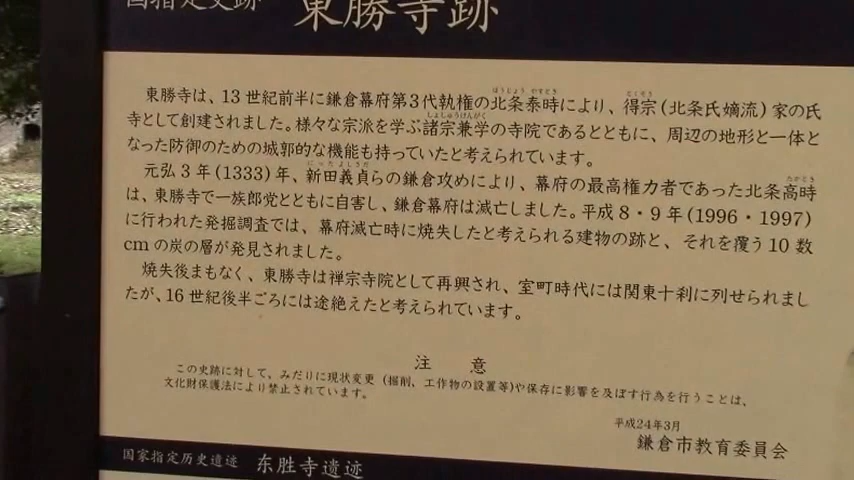 国指定史跡 東勝寺跡
東勝寺は、13世紀前半に鎌倉幕府第3代執権の北条泰時により、得宗(北条氏嫡流)家の氏
寺として創建されました。様々な宗派を学ぶ諸宗兼学の寺院であるとともに、周辺の地形と一体と
なった防御のための城郭的な機能も持っていたと考えられています。
元弘3年(1333)年、新田義貞らの鎌倉攻めにより、幕府の最高権力者であった北条高時
は、東勝寺で一族郎党とともに自害し、鎌倉幕府は滅亡しました。平成8・9年(1996・1997)
に行われた発掘調査では、幕府滅亡時に焼失したと考えられる建物の跡と、それを覆う10数
cmの炭の層が発見されました。
焼失後まもなく、東勝寺は禅宗寺院として再興され、室町時代には関東十刹に列せられまし
たが、16世紀後半ごろには途絶えたと考えられています。
注 意
この史跡に対して、みだりに現状変更(掘削、工作物の設置等)や保存に影響を及ぼす行為を行うことは、
文化財保護法により禁止されています。
平成24年3月
鎌倉市教育委員会
国家指定历史遗迹 东胜寺遗迹